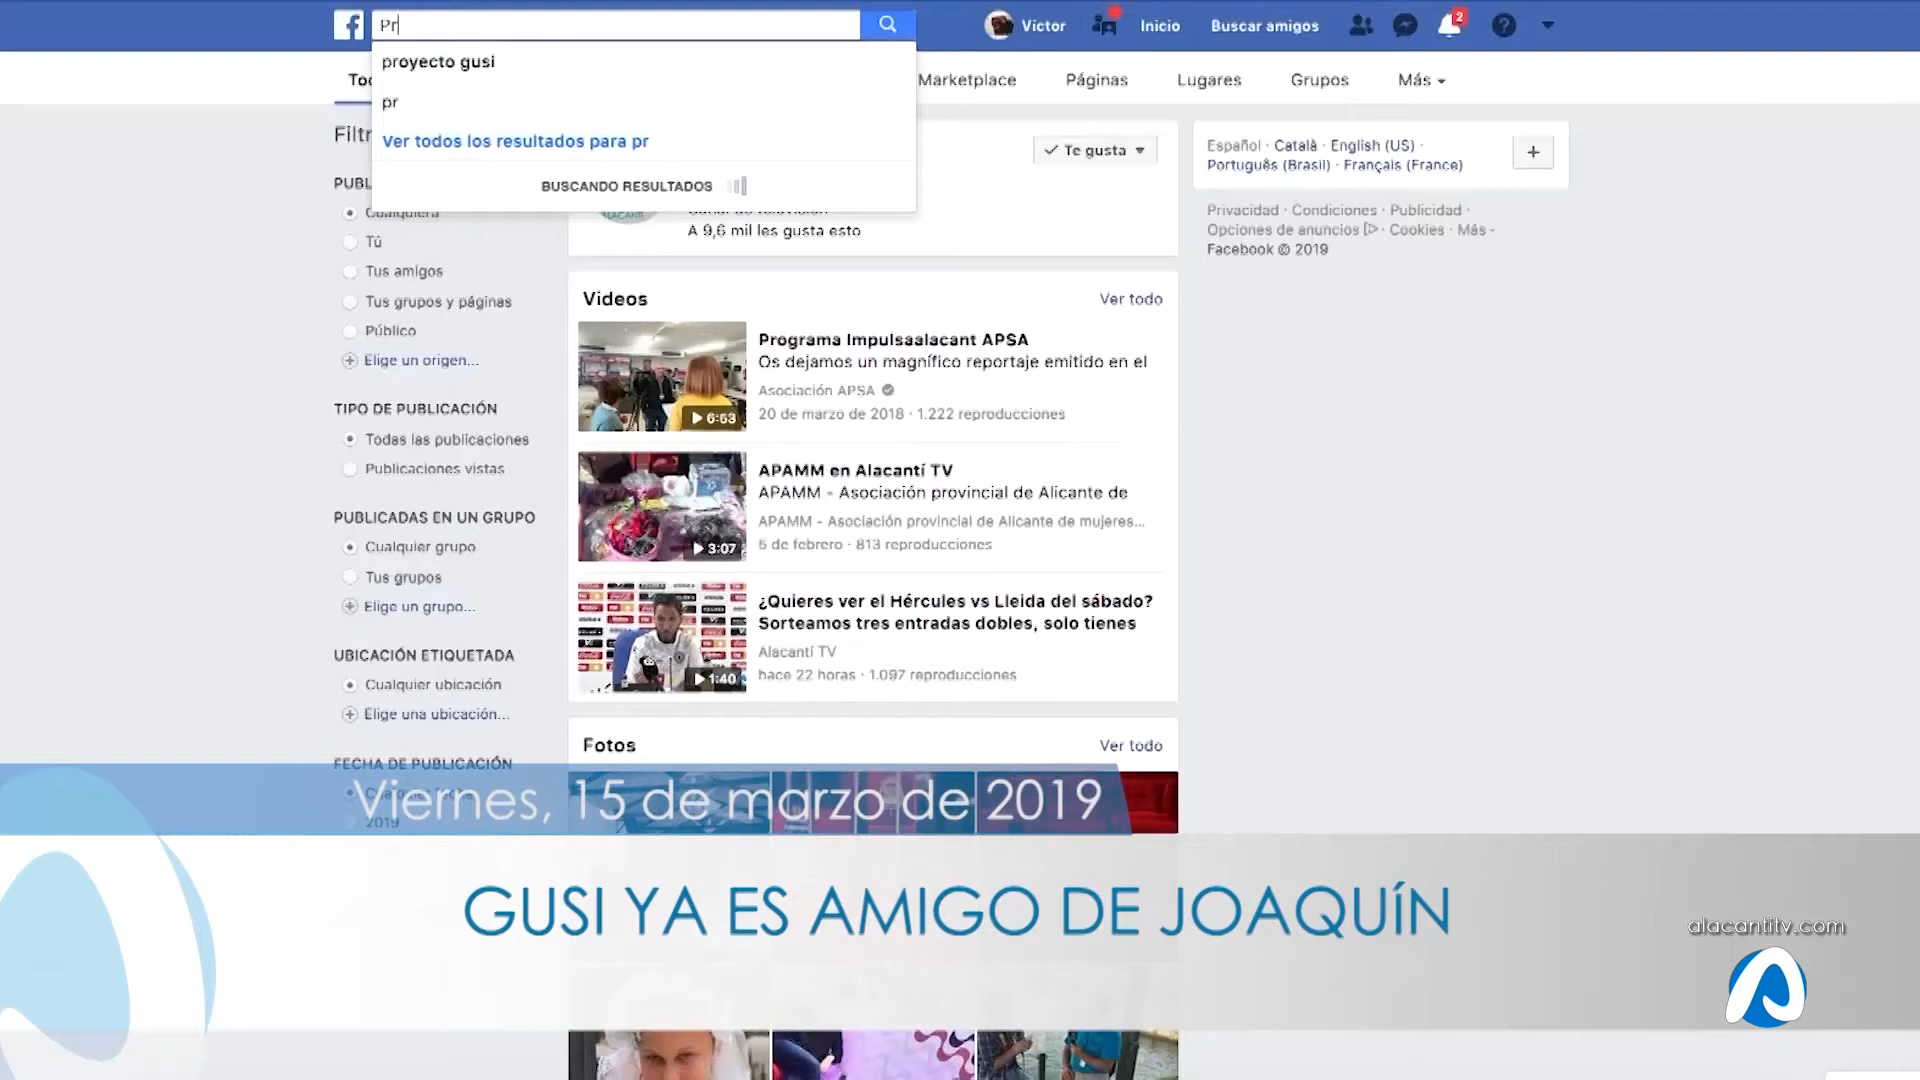 Pr
Victor
Inicio
Buscar amigos
2
proyecto gusi
pr
Ver todos los resultados para pr
BUSCANDO RESULTADOS
Marketplace
Páginas
Lugares
Grupos
Más
Te gusta
A 9,6 mil les gusta esto
Español · Català · English (US) ·
Português (Brasil) · Français (France)
+
Privacidad · Condiciones · Publicidad ·
Opciones de anuncios · Cookies · Más ·
Facebook © 2019
Cualquiera
Tú
Tus amigos
Tus grupos y páginas
Público
Elige un origen...
TIPO DE PUBLICACIÓN
Todas las publicaciones
Publicaciones vistas
PUBLICADAS EN UN GRUPO
Cualquier grupo
Tus grupos
Elige un grupo...
UBICACIÓN ETIQUETADA
Cualquier ubicación
Elige una ubicación...
FECHA DE PUBLICACIÓN
2019
Videos
Ver todo
Programa Impulsaalacant APSA
Os dejamos un magnífico reportaje emitido en el
Asociación APSA
20 de marzo de 2018 · 1.222 reproducciones
6:53
APAMM en Alacantí TV
APAMM - Asociación provincial de Alicante de
APAMM - Asociación provincial de Alicante de mujeres...
5 de febrero · 813 reproducciones
3:07
¿Quieres ver el Hércules vs Lleida del sábado?
Sorteamos tres entradas dobles, solo tienes
Alacantí TV
hace 22 horas · 1.097 reproducciones
1:40
Fotos
Ver todo
Viernes, 15 de marzo de 2019
GUSI YA ES AMIGO DE JOAQUÍN
alacantitv.com